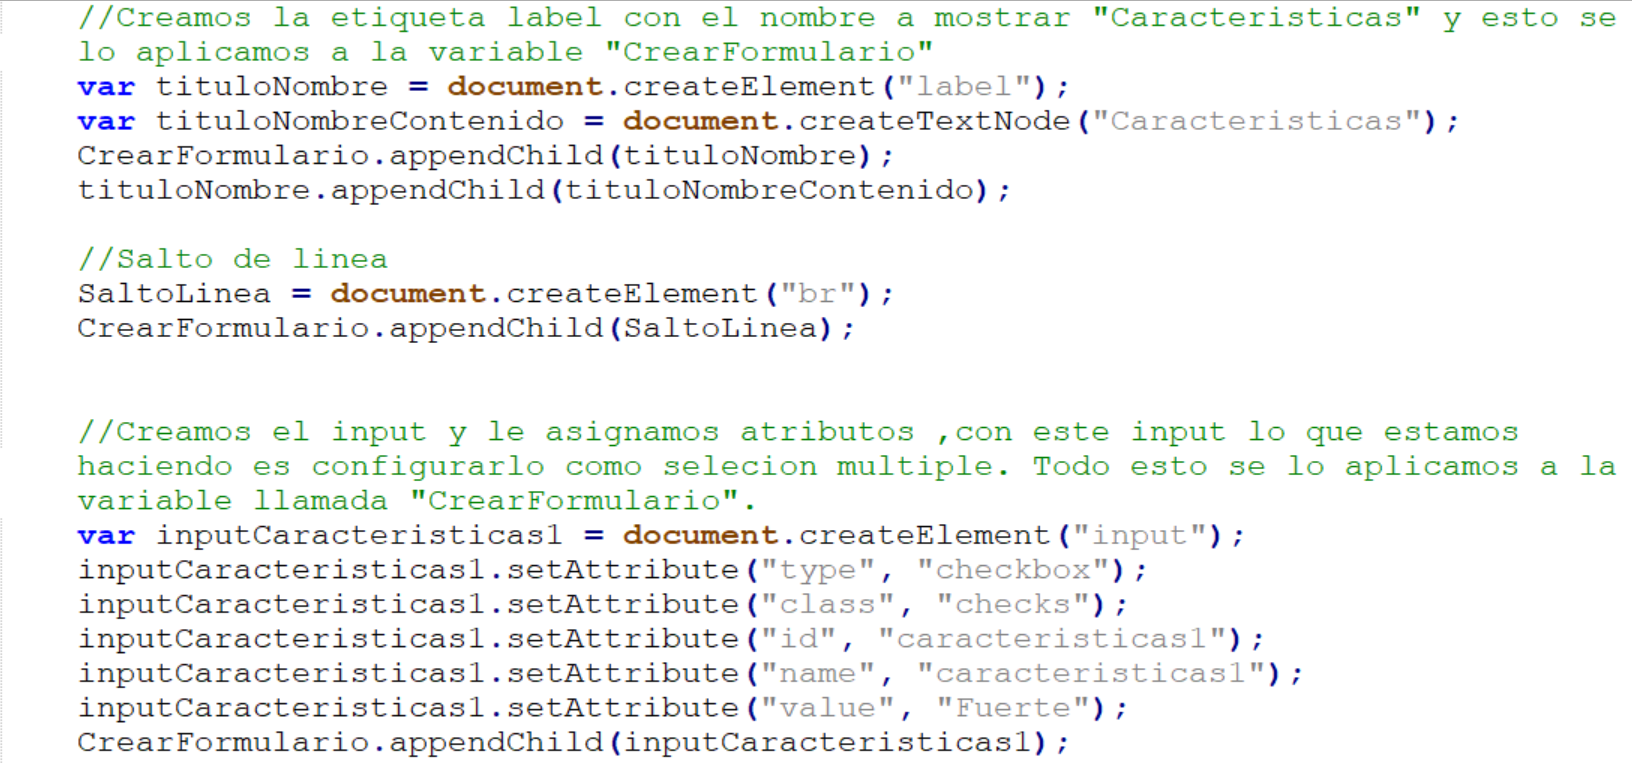 //Creamos la etiqueta label con el nombre a mostrar "Caracteristicas" y esto se
lo aplicamos a la variable "CrearFormulario"
var tituloNombre = document.createElement("label");
var tituloNombreContenido = document.createTextNode("Caracteristicas");
CrearFormulario.appendChild(tituloNombre);
tituloNombre.appendChild(tituloNombreContenido);
//Salto de linea
SaltoLinea = document.createElement("br");
CrearFormulario.appendChild(SaltoLinea);
//Creamos el input y le asignamos atributos ,con este input lo que estamos
haciendo es configurarlo como selecion multiple. Todo esto se lo aplicamos a la
variable llamada "CrearFormulario".
var inputCaracteristicas1 = document.createElement("input");
inputCaracteristicas1.setAttribute("type", "checkbox");
inputCaracteristicas1.setAttribute("class", "checks");
inputCaracteristicas1.setAttribute("id", "caracteristicas1");
inputCaracteristicas1.setAttribute("name", "caracteristicas1");
inputCaracteristicas1.setAttribute("value", "Fuerte");
CrearFormulario.appendChild(inputCaracteristicas1);